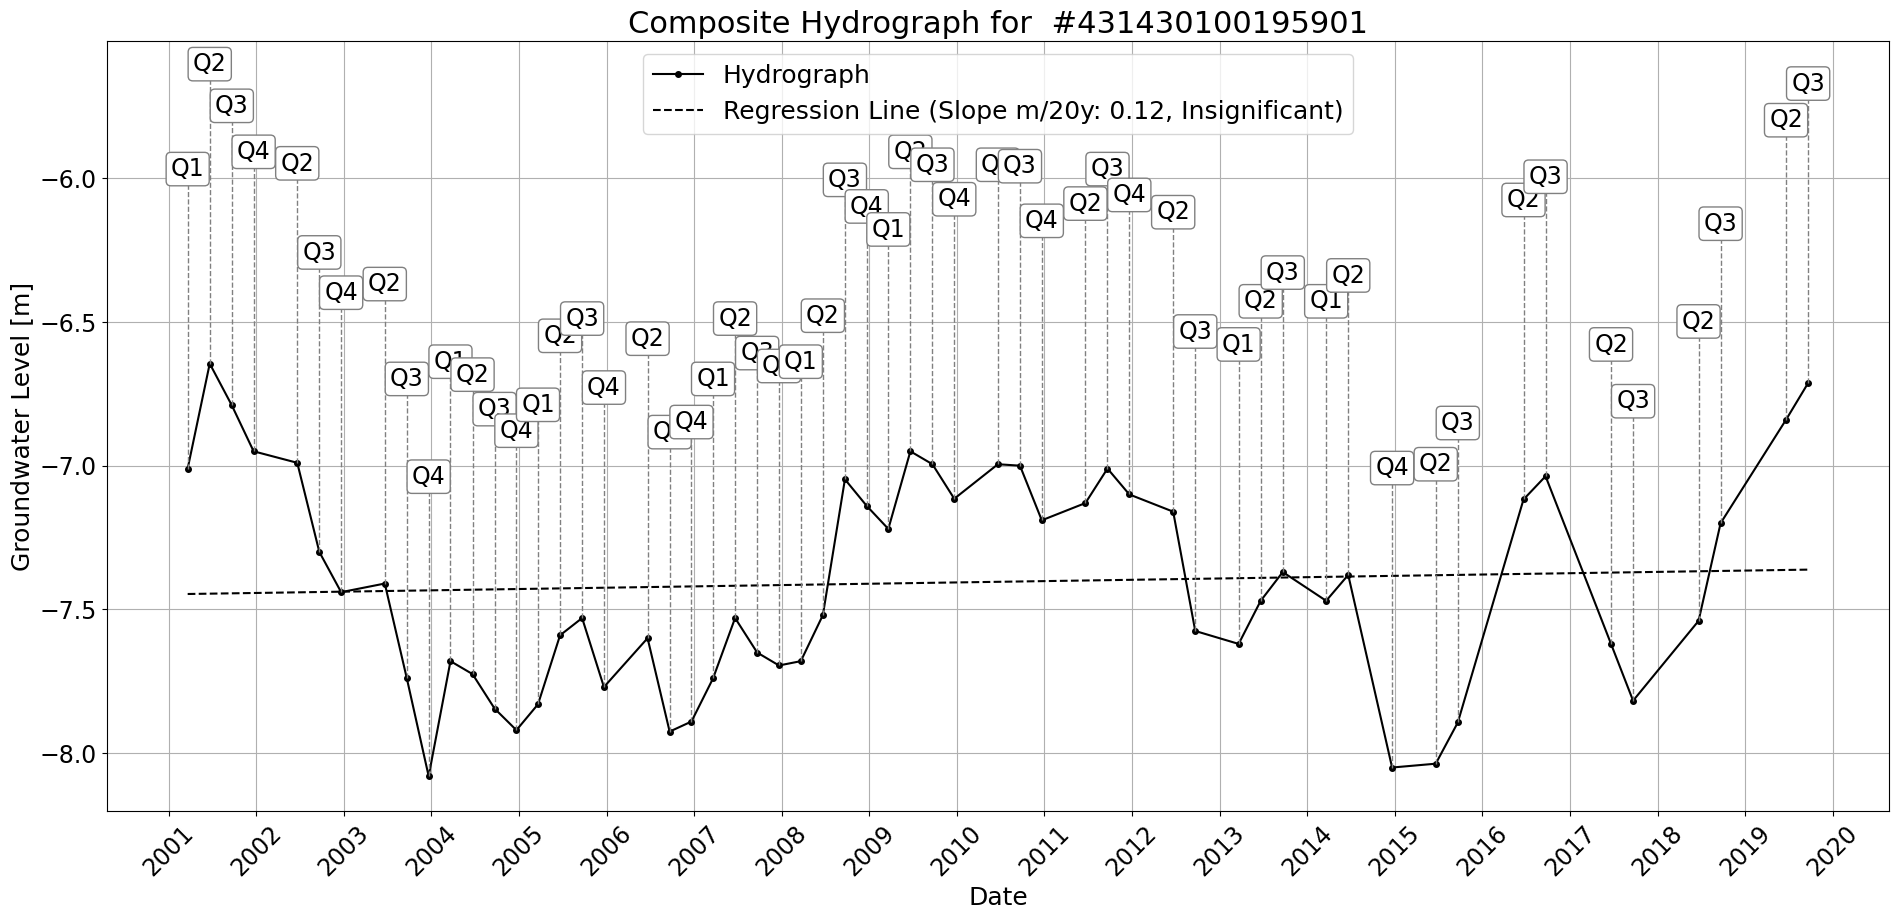 Composite Hydrograph for  #431430100195901
Hydrograph
Regression Line (Slope m/20y: 0.12, Insignificant)
Groundwater Level [m]
−6.0
−6.5
−7.0
−7.5
−8.0
Q1
Q2
Q3
Q4
Q2
Q3
Q4
Q2
Q3
Q4
Q1
Q2
Q3
Q4
Q1
Q2
Q3
Q4
Q2
Q4
Q1
Q2
Q3
Q1
Q2
Q3
Q4
Q1
Q2
Q3
Q4
Q3
Q4
Q2
Q3
Q4
Q2
Q3
Q1
Q2
Q3
Q1
Q2
Q4
Q2
Q3
Q2
Q3
Q2
Q3
Q2
Q3
Q2
Q3
2001
2002
2003
2004
2005
2006
2007
2008
2009
2010
2011
2012
2013
2014
2015
2016
2017
2018
2019
2020
Date